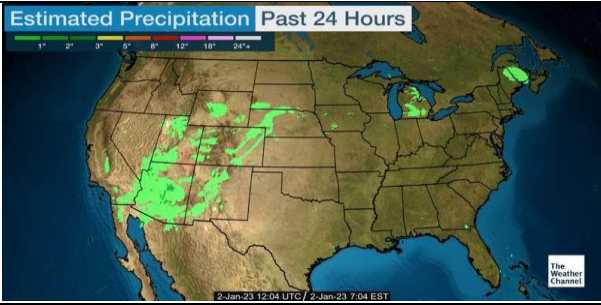 Estimated Precipitation Past 24 Hours
1" 2" 3" 5" 8" 12" 18" 24"+
The
Weather
Channel
2-Jan-23 12:04 UTC / 2-Jan-23 7:04 EST